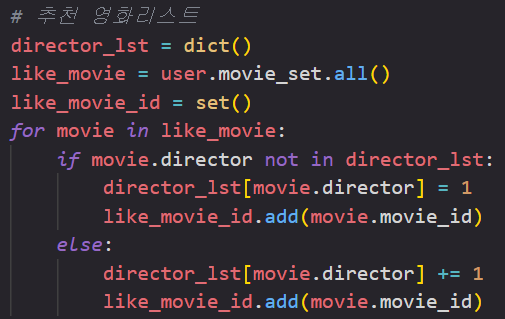 # 추천 영화리스트
director_lst = dict()
like_movie = user.movie_set.all()
like_movie_id = set()
for movie in like_movie:
    if movie.director not in director_lst:
        director_lst[movie.director] = 1
        like_movie_id.add(movie.movie_id)
    else:
        director_lst[movie.director] += 1
        like_movie_id.add(movie.movie_id)